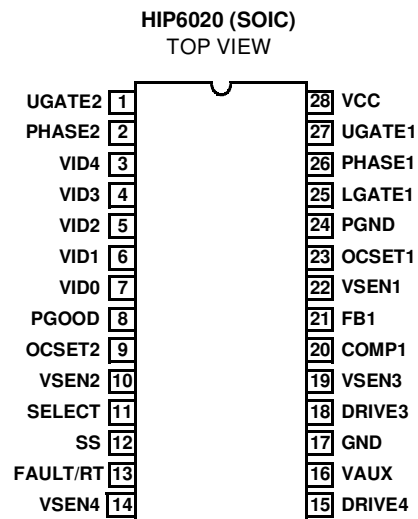 HIP6020 (SOIC)
TOP VIEW
UGATE2 1 28 VCC
PHASE2 2 27 UGATE1
VID4 3 26 PHASE1
VID3 4 25 LGATE1
VID2 5 24 PGND
VID1 6 23 OCSET1
VID0 7 22 VSEN1
PGOOD 8 21 FB1
OCSET2 9 20 COMP1
VSEN2 10 19 VSEN3
SELECT 11 18 DRIVE3
SS 12 17 GND
FAULT/RT 13 16 VAUX
VSEN4 14 15 DRIVE4